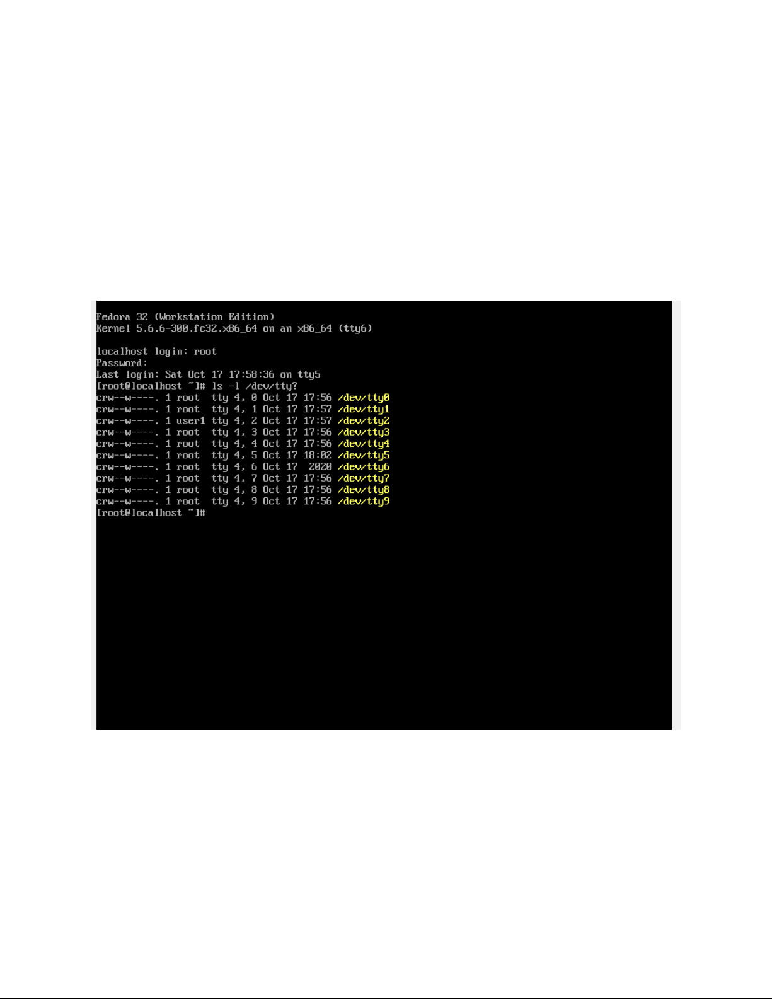 Fedora 32 (Workstation Edition)
Kernel 5.6.6-300.fc32.x86_64 on an x86_64 (tty6)
localhost login: root
Password:
Last login: Sat Oct 17 17:58:36 on tty5
[root@localhost ~]# ls -l /dev/tty?
crw--w----. 1 root  tty 4, 0 Oct 17 17:56 /dev/tty0
crw--w----. 1 root  tty 4, 1 Oct 17 17:57 /dev/tty1
crw--w----. 1 user1 tty 4, 2 Oct 17 17:57 /dev/tty2
crw--w----. 1 root  tty 4, 3 Oct 17 17:56 /dev/tty3
crw--w----. 1 root  tty 4, 4 Oct 17 17:56 /dev/tty4
crw--w----. 1 root  tty 4, 5 Oct 17 18:02 /dev/tty5
crw--w----. 1 root  tty 4, 6 Oct 17  2020 /dev/tty6
crw--w----. 1 root  tty 4, 7 Oct 17 17:56 /dev/tty7
crw--w----. 1 root  tty 4, 8 Oct 17 17:56 /dev/tty8
crw--w----. 1 root  tty 4, 9 Oct 17 17:56 /dev/tty9
[root@localhost ~]#